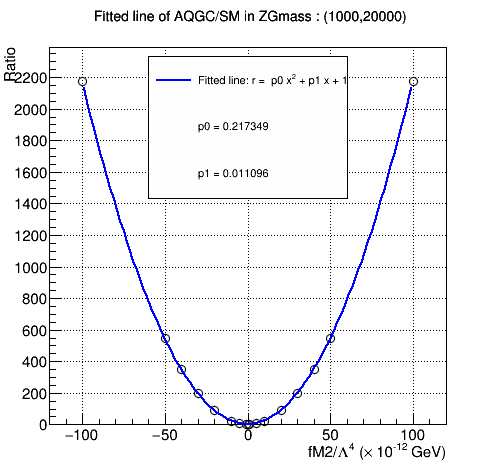 Fitted line of AQGC/SM in ZGmass : (1000,20000)
Ratio
Fitted line: r = p0 x² + p1 x + 1
p0 = 0.217349
p1 = 0.011096
2200
2000
1800
1600
1400
1200
1000
800
600
400
200
0
−100 −50 0 50 100
fM2/Λ⁴ (× 10⁻¹² GeV)